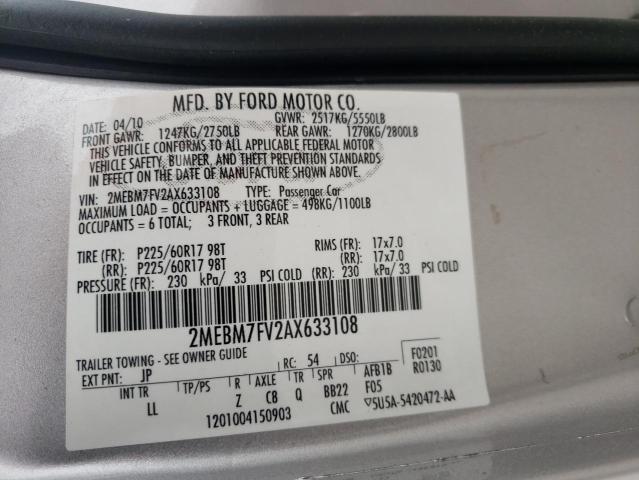 MFD. BY FORD MOTOR CO.
DATE: 04/10 GVWR: 2517KG/5550LB
FRONT GAWR: 1247KG/2750LB REAR GAWR: 1270KG/2800LB
THIS VEHICLE CONFORMS TO ALL APPLICABLE FEDERAL MOTOR
VEHICLE SAFETY, BUMPER, AND THEFT PREVENTION STANDARDS
IN EFFECT ON THE DATE OF MANUFACTURE SHOWN ABOVE.
VIN: 2MEBM7FV2AX633108 TYPE: Passenger Car
MAXIMUM LOAD = OCCUPANTS + LUGGAGE = 498KG/1100LB
OCCUPANTS = 6 TOTAL; 3 FRONT, 3 REAR
TIRE (FR): P225/60R17 98T RIMS (FR): 17x7.0
(RR): P225/60R17 98T (RR): 17x7.0
PRESSURE (FR): 230 kPa/ 33 PSI COLD (RR): 230 kPa/ 33 PSI COLD
2MEBM7FV2AX633108
TRAILER TOWING - SEE OWNER GUIDE
EXT PNT: JP RC: 54 DSO: F0201
R0130
INT TR TP/PS R AXLE TR SPR AFB1B
LL Z C8 Q BB22 F05
1201004150903 CMC ▽5U5A-5420472-AA